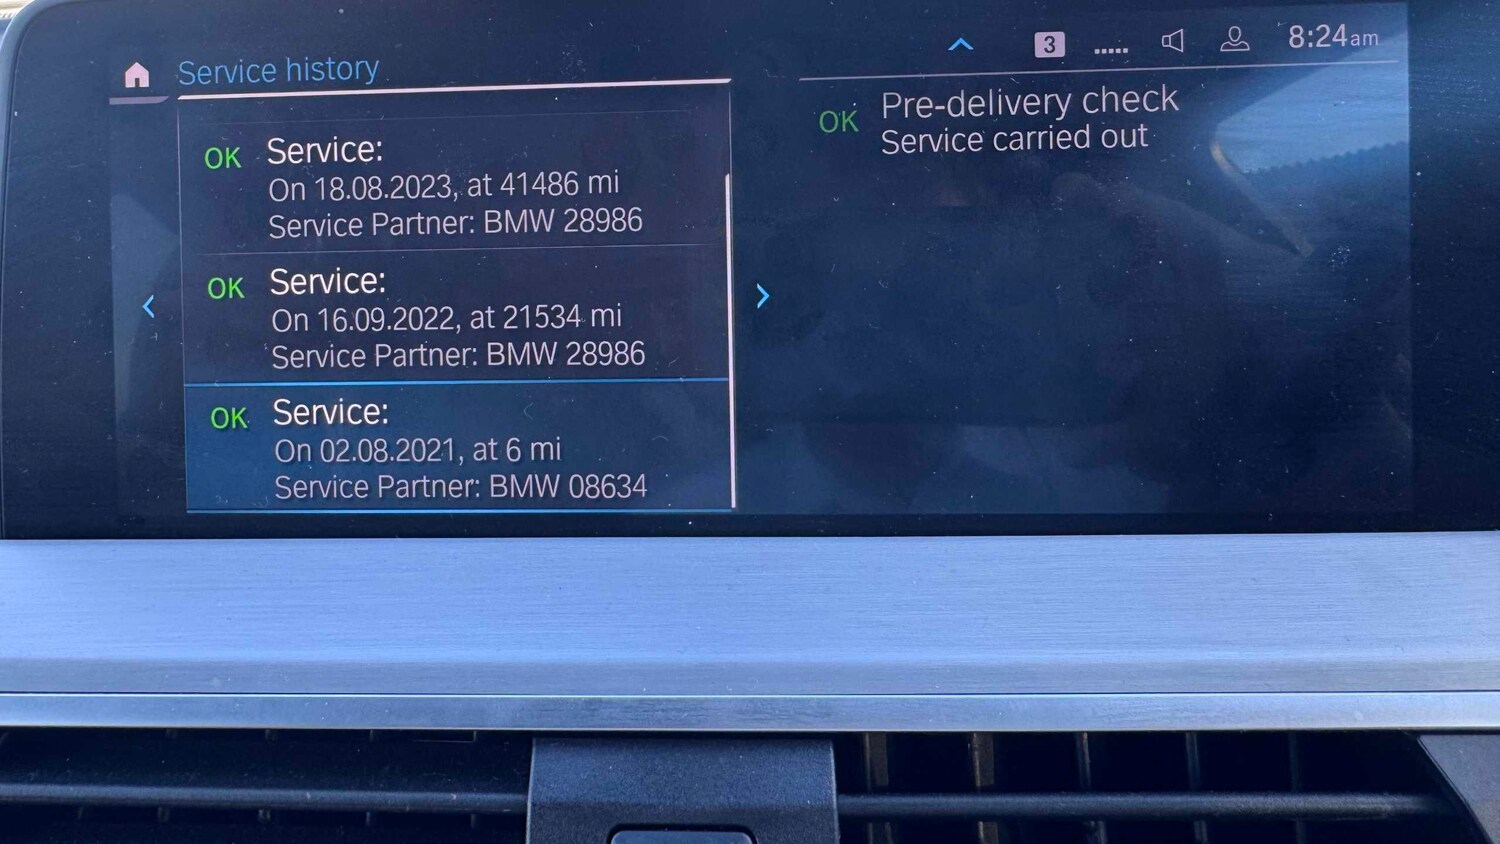 Service history
3
8:24am
OK Service:
On 18.08.2023, at 41486 mi
Service Partner: BMW 28986
OK Service:
On 16.09.2022, at 21534 mi
Service Partner: BMW 28986
OK Service:
On 02.08.2021, at 6 mi
Service Partner: BMW 08634
OK Pre-delivery check
Service carried out